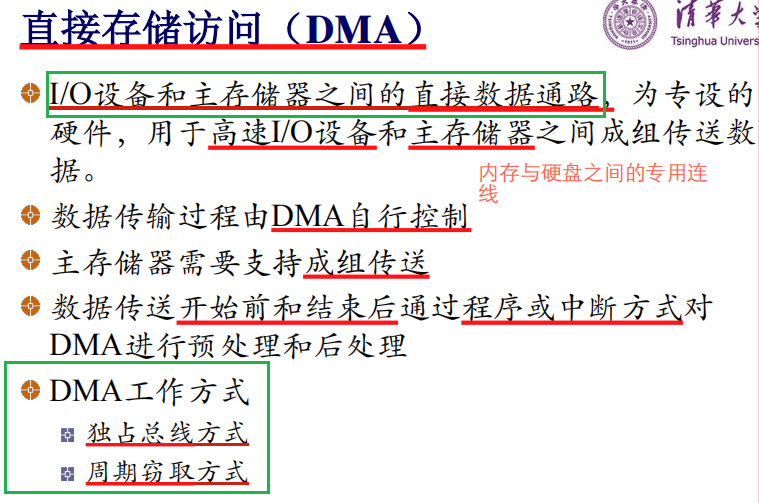 直接存储访问（DMA）
清華大
Tsinghua Univers
I/O设备和主存储器之间的直接数据通路，为专设的
硬件，用于高速I/O设备和主存储器之间成组传送数
据。
内存与硬盘之间的专用连
线
数据传输过程由DMA自行控制
主存储器需要支持成组传送
数据传送开始前和结束后通过程序或中断方式对
DMA进行预处理和后处理
DMA工作方式
独占总线方式
周期窃取方式